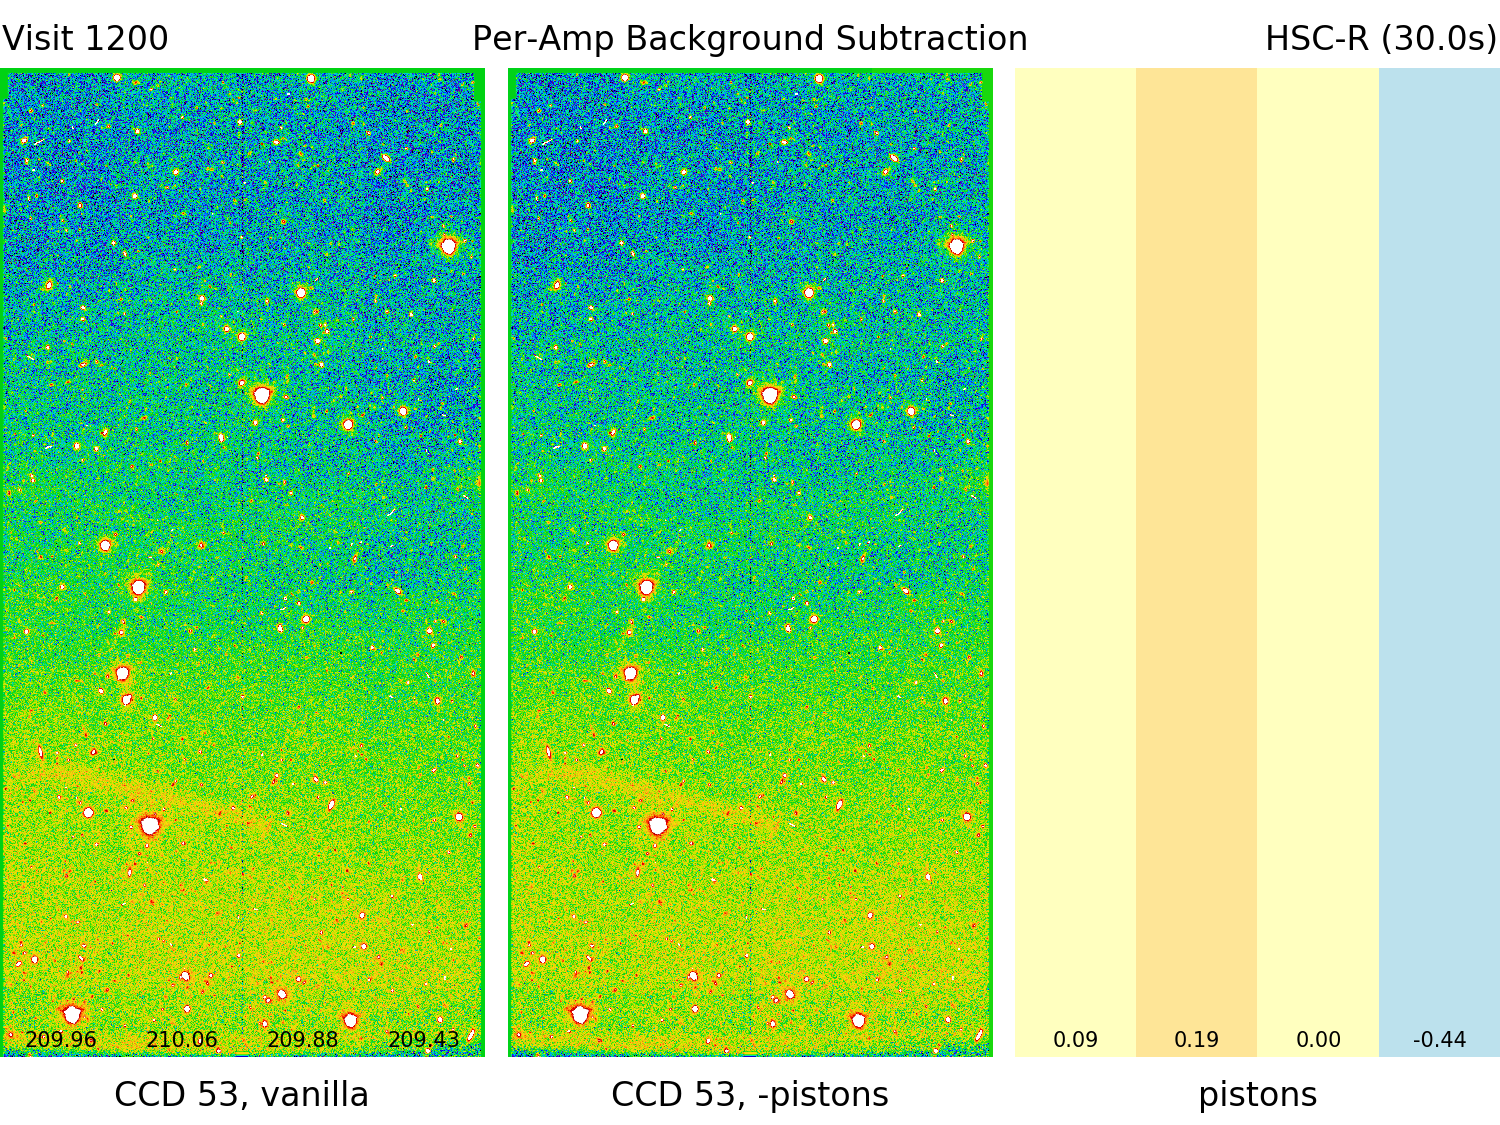 Visit 1200 Per-Amp Background Subtraction HSC-R (30.0s)
209.96 210.06 209.88 209.43 0.09 0.19 0.00 -0.44
CCD 53, vanilla CCD 53, -pistons pistons